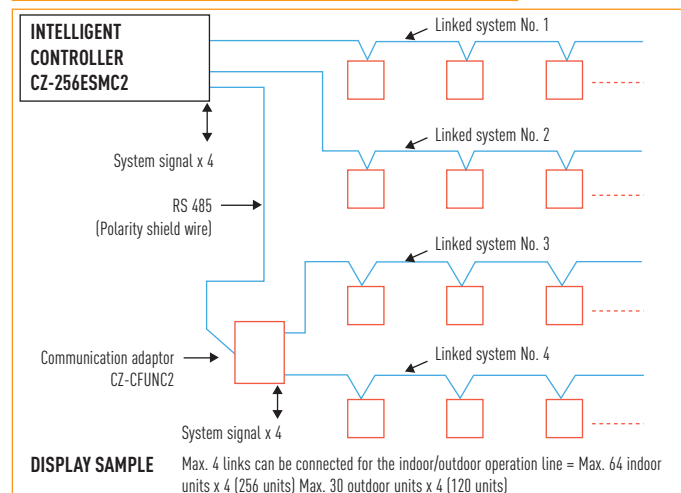 INTELLIGENT
CONTROLLER
CZ-256ESMC2
Linked system No. 1
System signal x 4
Linked system No. 2
RS 485
(Polarity shield wire)
Linked system No. 3
Communication adaptor
CZ-CFUNC2
Linked system No. 4
System signal x 4
DISPLAY SAMPLE
Max. 4 links can be connected for the indoor/outdoor operation line = Max. 64 indoor
units x 4 (256 units) Max. 30 outdoor units x 4 (120 units)